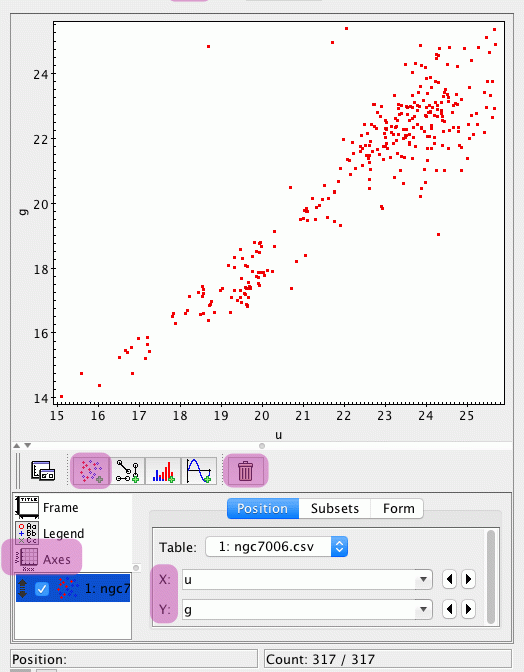 24
22
g
20
18
16
14
15 16 17 18 19 20 21 22 23 24 25
u
TITLE
Frame
Position Subsets Form
Legend
Table: 1: ngc7006.csv
Axes
X: u
1: ngc7
Y: g
Position:
Count: 317 / 317